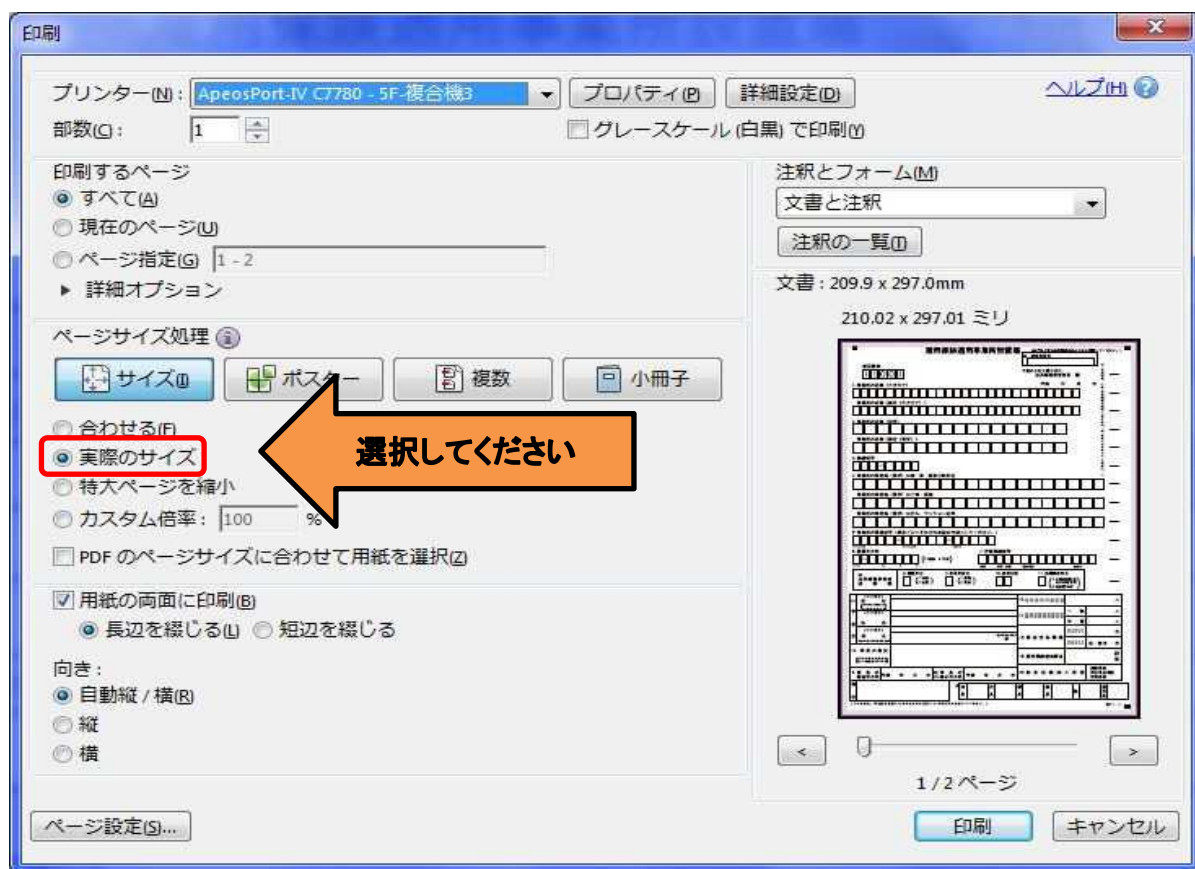 印刷
プリンター(N): ApeosPort-IV C7780 - 5F-複合機3 プロパティ(P) 詳細設定(D) ヘルプ(H)
部数(C): 1 グレースケール (白黒) で印刷(Y)
印刷するページ
すべて(A)
現在のページ(U)
ページ指定(G) 1 - 2
詳細オプション
ページサイズ処理
サイズ(I) ポスター 複数 小冊子
合わせる(F)
実際のサイズ
特大ページを縮小
カスタム倍率: 100 %
選択してください
PDF のページサイズに合わせて用紙を選択(Z)
用紙の両面に印刷(B)
長辺を綴じる(L) 短辺を綴じる
向き:
自動縦 / 横(R)
縦
横
注釈とフォーム(M)
文書と注釈
注釈の一覧(T)
文書: 209.9 x 297.0mm
210.02 x 297.01 ミリ
< >
1 / 2 ページ
ページ設定(S)... 印刷 キャンセル